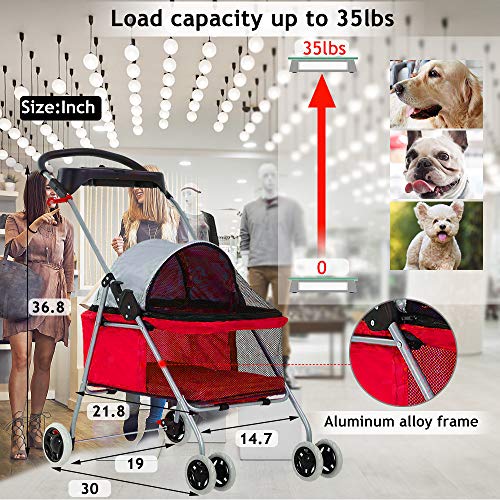 Load capacity up to 35lbs
35lbs
Size:Inch
36.8
0
21.8
14.7
19
30
Aluminum alloy frame